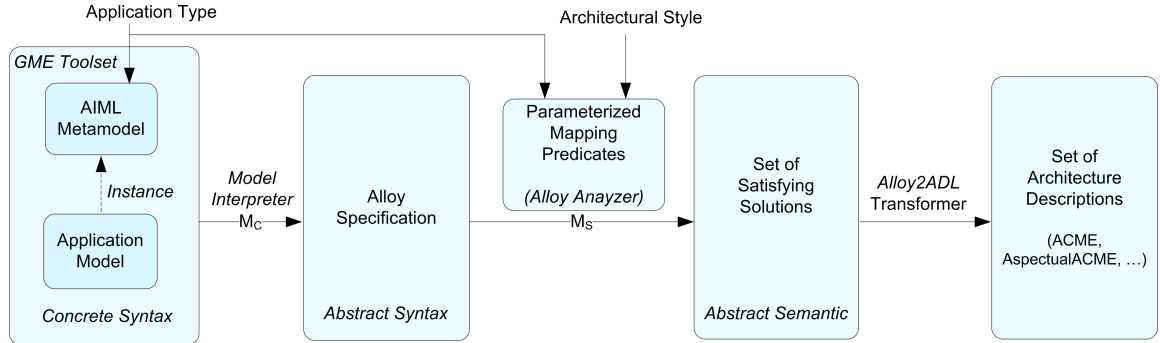 Application Type
Architectural Style
GME Toolset
AIML
Metamodel
Instance
Application
Model
Concrete Syntax
Model
Interpreter
MC
Alloy
Specification
Abstract Syntax
Parameterized
Mapping
Predicates
(Alloy Anayzer)
MS
Set of
Satisfying
Solutions
Abstract Semantic
Alloy2ADL
Transformer
Set of
Architecture
Descriptions
(ACME,
AspectualACME, …)